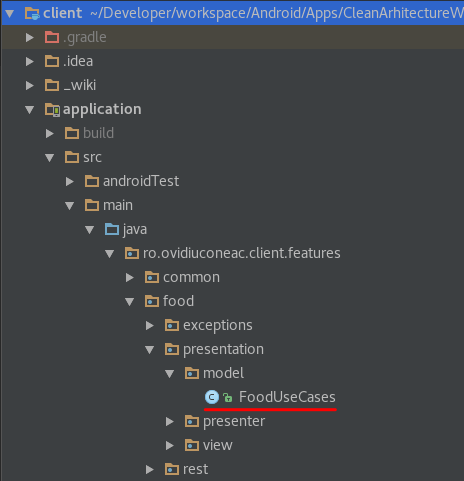 client ~/Developer/workspace/Android/Apps/CleanArhitectureW
.gradle
.idea
_wiki
application
build
src
androidTest
main
java
ro.ovidiuconeac.client.features
common
food
exceptions
presentation
model
C FoodUseCases
presenter
view
rest